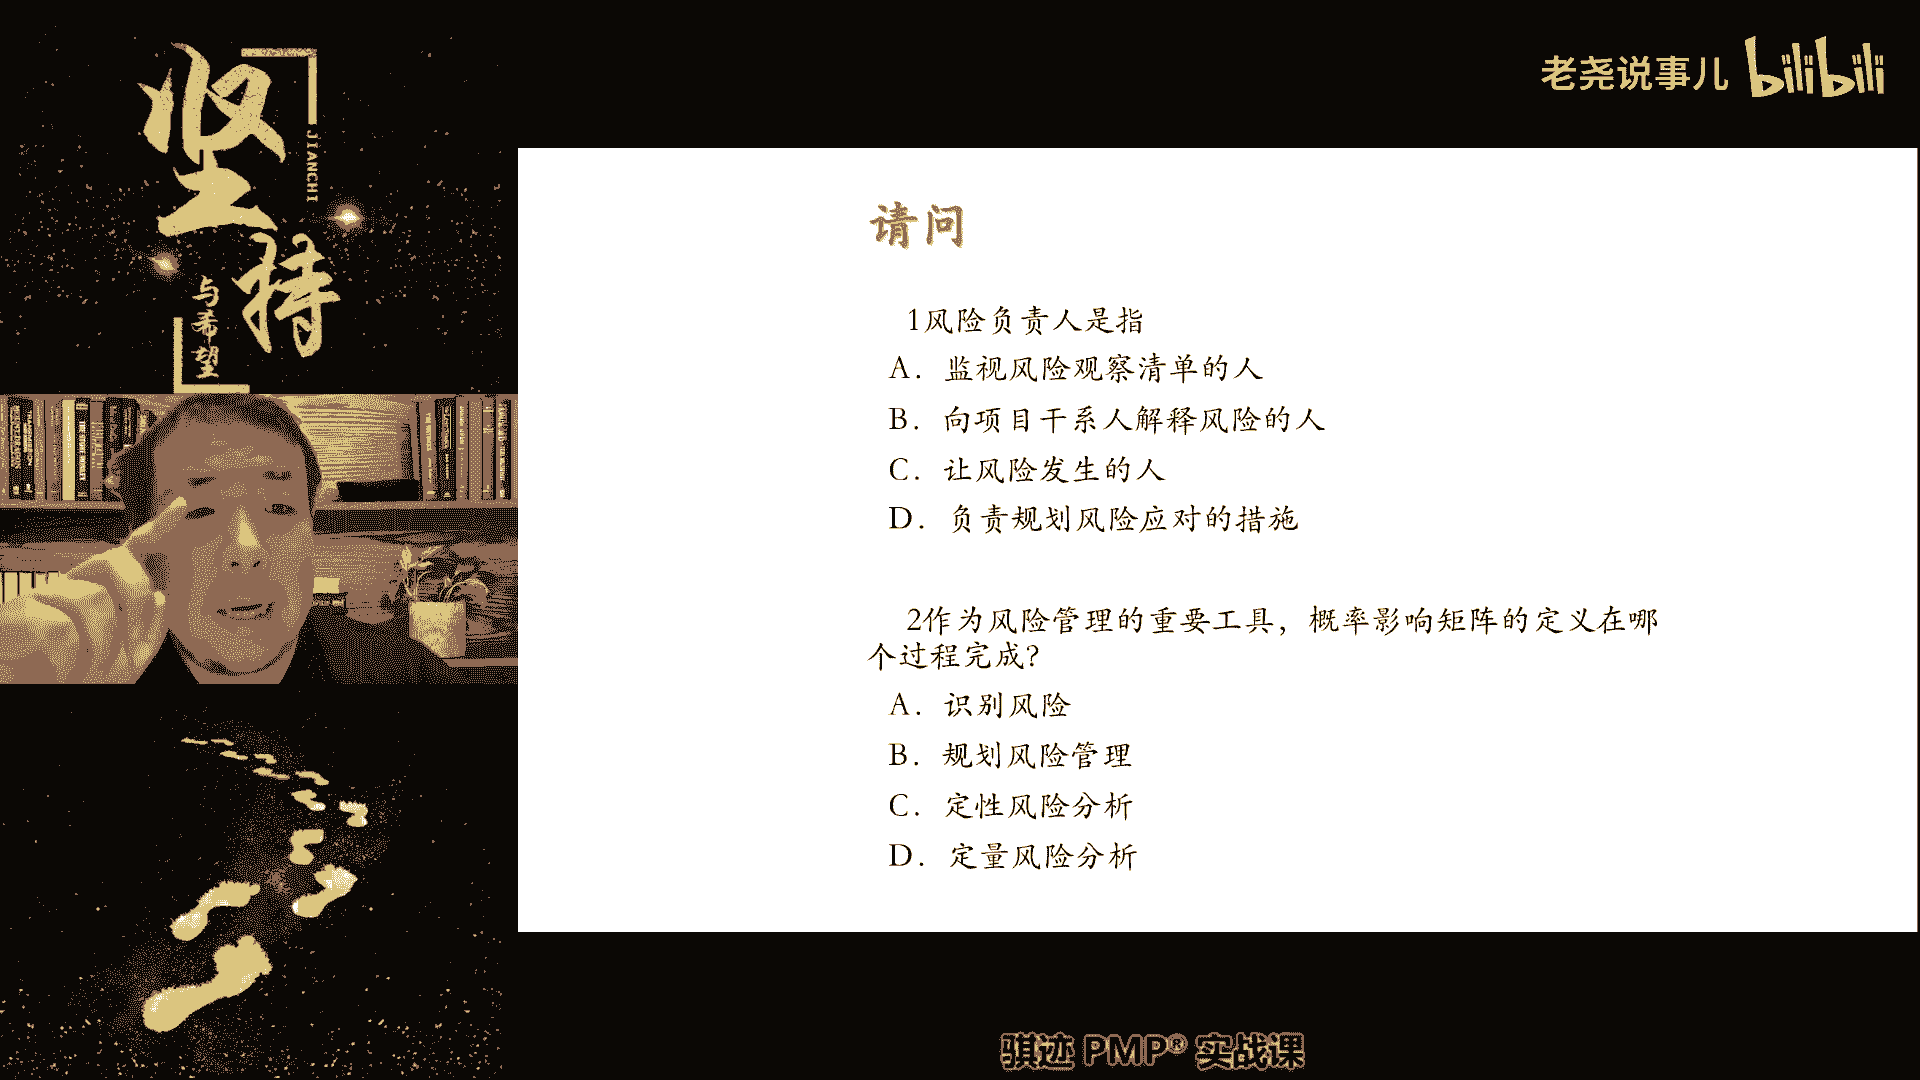 坚持
JIANCHI
与希望
老尧说事儿 bilibili
请问
1风险负责人是指
A. 监视风险观察清单的人
B. 向项目干系人解释风险的人
C. 让风险发生的人
D. 负责规划风险应对的措施
2作为风险管理的重要工具，概率影响矩阵的定义在哪
个过程完成？
A. 识别风险
B. 规划风险管理
C. 定性风险分析
D. 定量风险分析
骐迹 PMP® 实战课